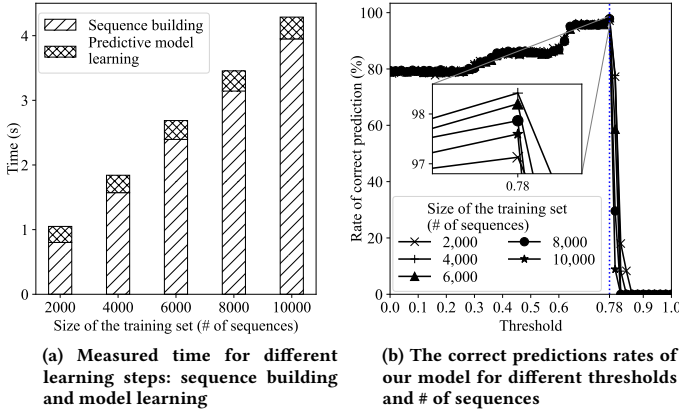 Sequence building
Predictive model
learning
4
3
2
1
0
Time (s)
2000 4000 6000 8000 10000
Size of the training set (# of sequences)
(a) Measured time for different
learning steps: sequence building
and model learning
100
80
60
40
20
0
Rate of correct prediction (%)
98
97
0.78
Size of the training set
(# of sequences)
2,000 8,000
4,000 10,000
6,000
0.0 0.1 0.2 0.3 0.4 0.5 0.6 0.7 0.78 0.9 1.0
Threshold
(b) The correct predictions rates of
our model for different thresholds
and # of sequences